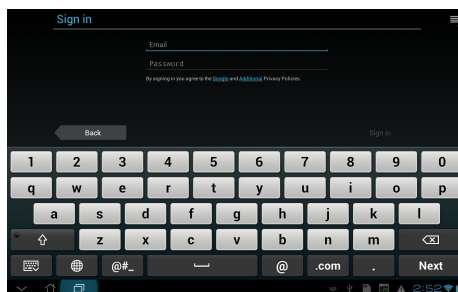 Sign in
Email
Password
By signing in you agree to the Google and Additional Privacy Policies.
Back
Sign in
1 2 3 4 5 6 7 8 9 0
q w e r t y u i o p
a s d f g h j k l
z x c v b n m
@#_ @ .com . Next
2:52